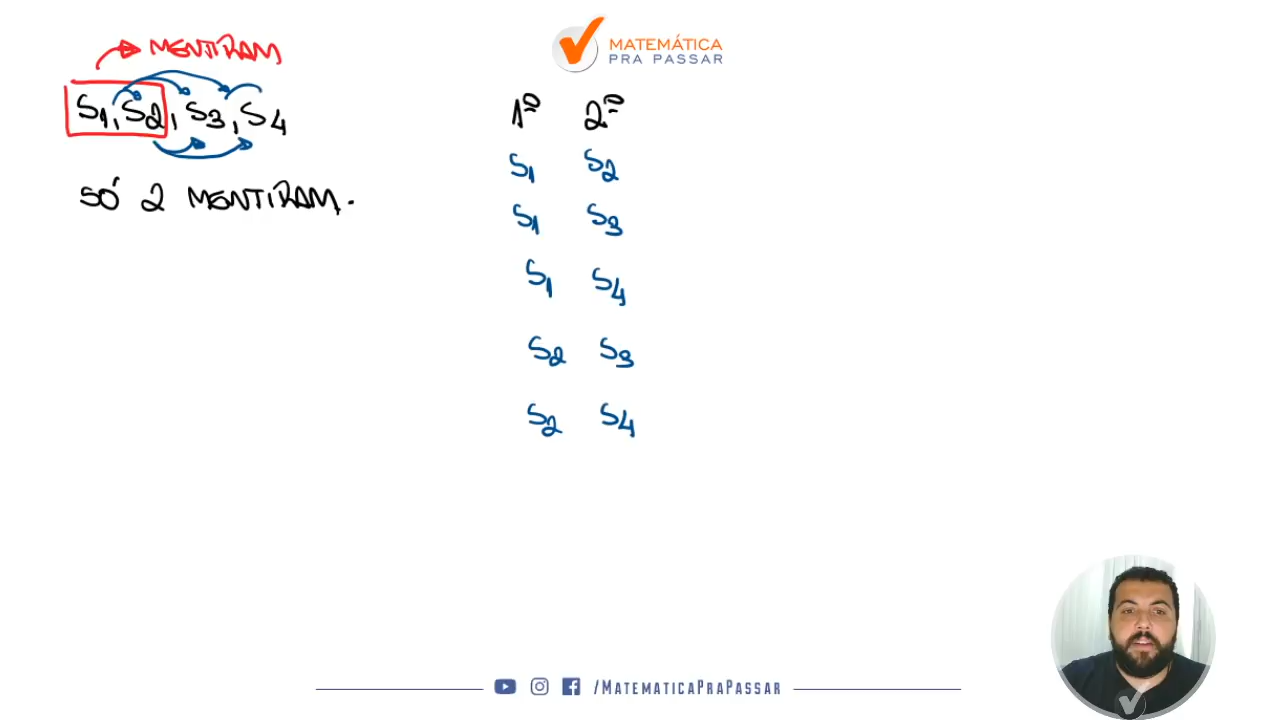 MENTIRAM
S1, S2, S3, S4
SÓ 2 MENTIRAM.
MATEMÁTICA
PRA PASSAR
1º 2º
S1 S2
S1 S3
S1 S4
S2 S3
S2 S4
/MATEMATICAPRAPASSAR